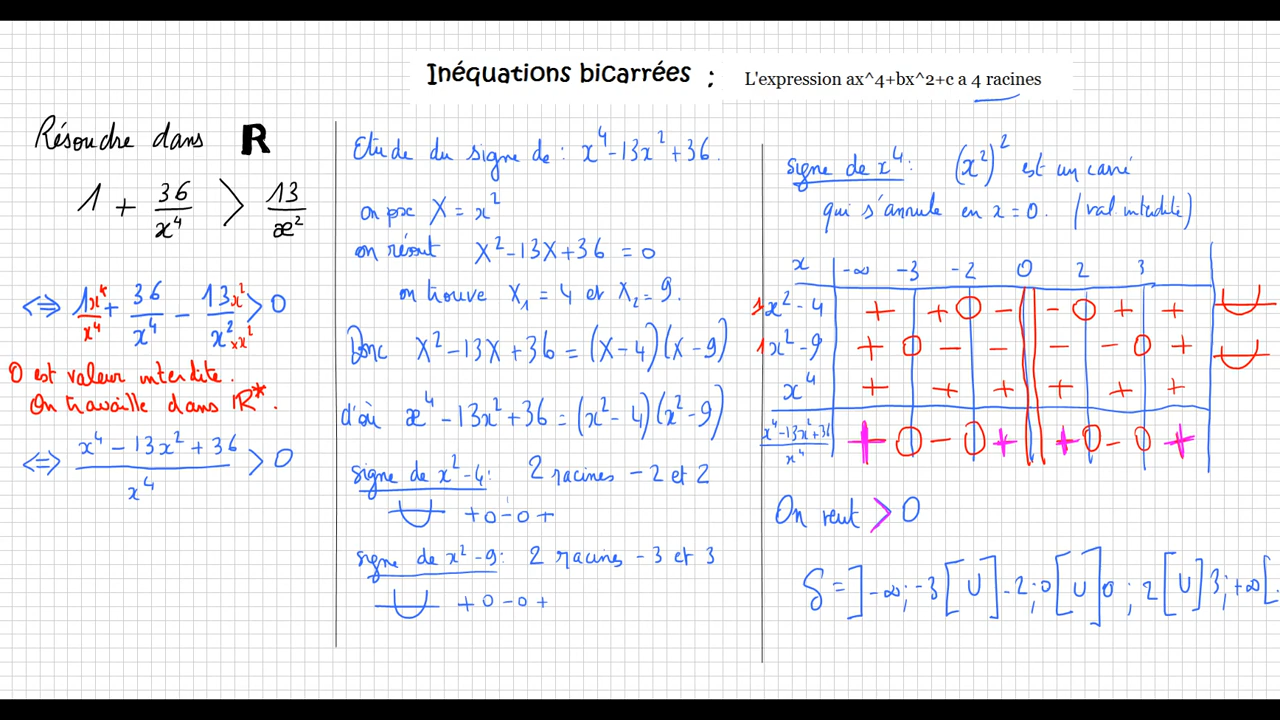 Inéquations bicarrées : L'expression ax^4+bx^2+c a 4 racines
Résoudre dans R
1 + 36/x⁴ > 13/x²
⇔ 1x⁴/x⁴ + 36/x⁴ − 13x²/x²×x² > 0
0 est valeur interdite.
On travaille dans R*.
⇔ x⁴ − 13x² + 36/x⁴ > 0
Etude du signe de : x⁴ − 13x² + 36.
on pose X = x²
on résout X² − 13X + 36 = 0
on trouve X₁ = 4 et X₂ = 9.
Donc X² − 13X + 36 = (X − 4)(X − 9)
d'où x⁴ − 13x² + 36 = (x² − 4)(x² − 9)
signe de x² − 4 : 2 racines − 2 et 2
+ 0 − 0 +
signe de x² − 9 : 2 racines − 3 et 3
+ 0 − 0 +
signe de x⁴ : (x²)² est un carré
qui s'annule en x = 0. (val. interdite)
x −∞ −3 −2 0 2 3
1x² − 4 + + 0 − − 0 + +
1x² − 9 + 0 − − − − 0 +
x⁴ + + + + + +
x⁴ − 13x² + 36/x⁴ + 0 − 0 + + 0 − 0 +
On veut > 0
S = ]−∞; −3[ U ]−2; 0[ U ]0; 2[ U ]3; +∞[.